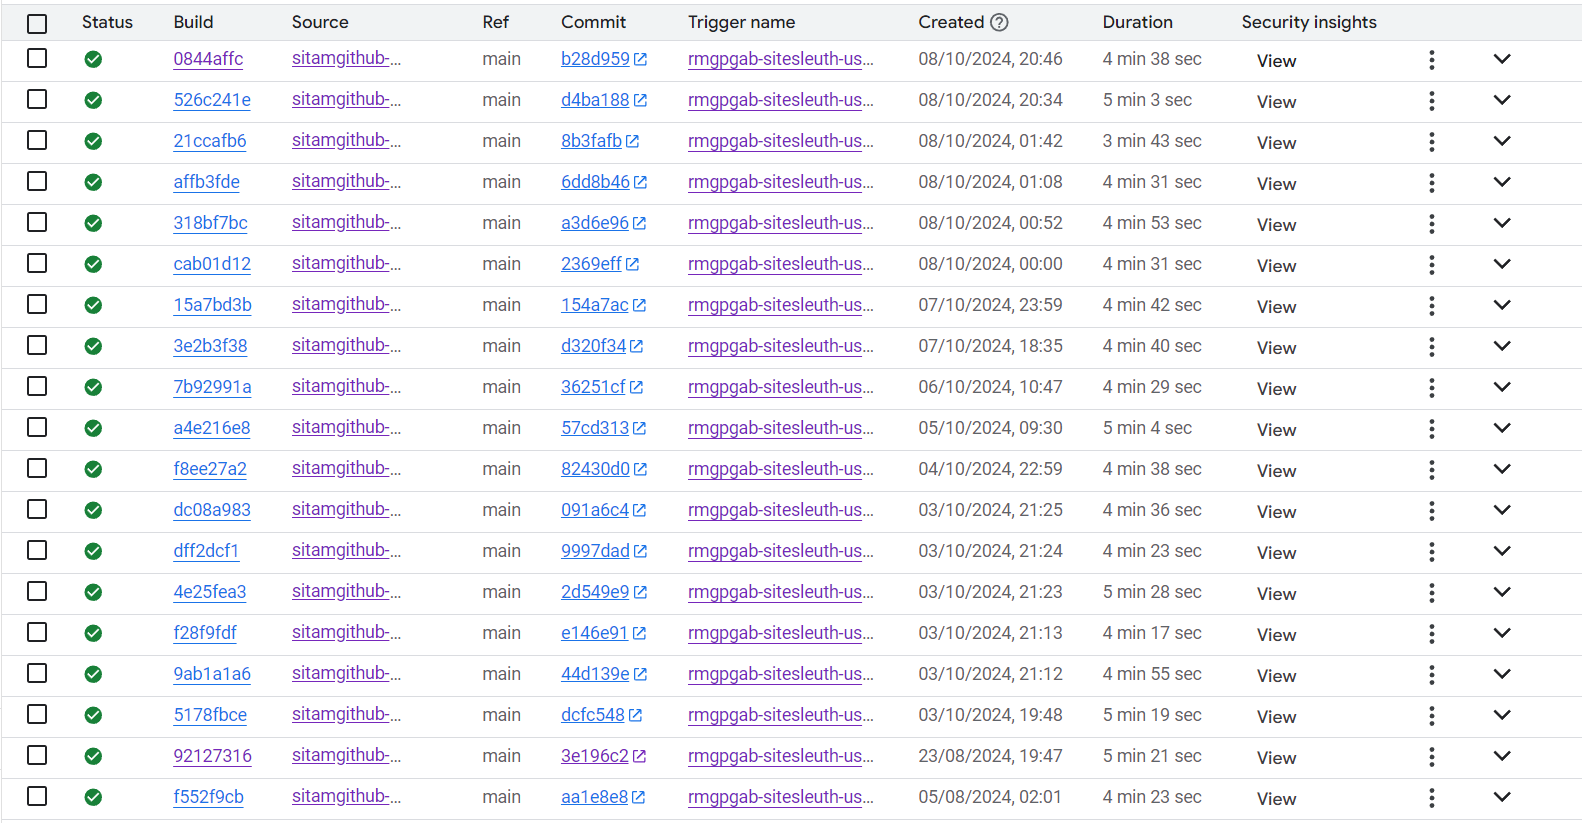 Status Build Source Ref Commit Trigger name Created Duration Security insights
0844affc sitamgithub-... main b28d959 rmgpgab-sitesleuth-us... 08/10/2024, 20:46 4 min 38 sec View
526c241e sitamgithub-... main d4ba188 rmgpgab-sitesleuth-us... 08/10/2024, 20:34 5 min 3 sec View
21ccafb6 sitamgithub-... main 8b3fafb rmgpgab-sitesleuth-us... 08/10/2024, 01:42 3 min 43 sec View
affb3fde sitamgithub-... main 6dd8b46 rmgpgab-sitesleuth-us... 08/10/2024, 01:08 4 min 31 sec View
318bf7bc sitamgithub-... main a3d6e96 rmgpgab-sitesleuth-us... 08/10/2024, 00:52 4 min 53 sec View
cab01d12 sitamgithub-... main 2369eff rmgpgab-sitesleuth-us... 08/10/2024, 00:00 4 min 31 sec View
15a7bd3b sitamgithub-... main 154a7ac rmgpgab-sitesleuth-us... 07/10/2024, 23:59 4 min 42 sec View
3e2b3f38 sitamgithub-... main d320f34 rmgpgab-sitesleuth-us... 07/10/2024, 18:35 4 min 40 sec View
7b92991a sitamgithub-... main 36251cf rmgpgab-sitesleuth-us... 06/10/2024, 10:47 4 min 29 sec View
a4e216e8 sitamgithub-... main 57cd313 rmgpgab-sitesleuth-us... 05/10/2024, 09:30 5 min 4 sec View
f8ee27a2 sitamgithub-... main 82430d0 rmgpgab-sitesleuth-us... 04/10/2024, 22:59 4 min 38 sec View
dc08a983 sitamgithub-... main 091a6c4 rmgpgab-sitesleuth-us... 03/10/2024, 21:25 4 min 36 sec View
dff2dcf1 sitamgithub-... main 9997dad rmgpgab-sitesleuth-us... 03/10/2024, 21:24 4 min 23 sec View
4e25fea3 sitamgithub-... main 2d549e9 rmgpgab-sitesleuth-us... 03/10/2024, 21:23 5 min 28 sec View
f28f9fdf sitamgithub-... main e146e91 rmgpgab-sitesleuth-us... 03/10/2024, 21:13 4 min 17 sec View
9ab1a1a6 sitamgithub-... main 44d139e rmgpgab-sitesleuth-us... 03/10/2024, 21:12 4 min 55 sec View
5178fbce sitamgithub-... main dcfc548 rmgpgab-sitesleuth-us... 03/10/2024, 19:48 5 min 19 sec View
92127316 sitamgithub-... main 3e196c2 rmgpgab-sitesleuth-us... 23/08/2024, 19:47 5 min 21 sec View
f552f9cb sitamgithub-... main aa1e8e8 rmgpgab-sitesleuth-us... 05/08/2024, 02:01 4 min 23 sec View